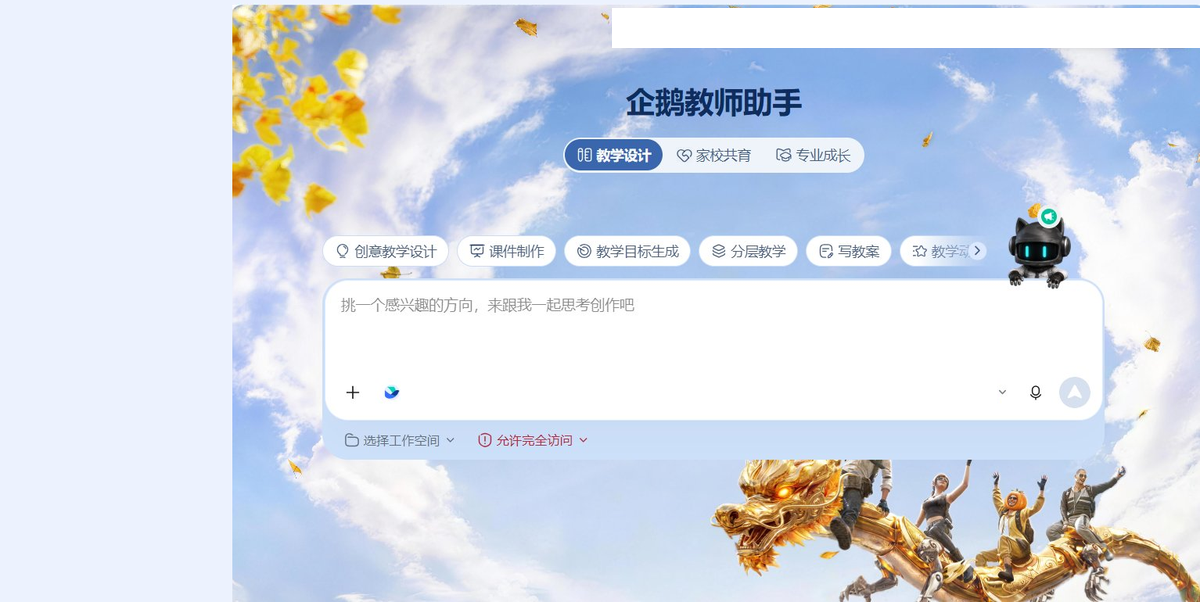 企鹅教师助手
教学设计 家校共育 专业成长
创意教学设计 课件制作 教学目标生成 分层教学 写教案 教学
挑一个感兴趣的方向，来跟我一起思考创作吧
选择工作空间 允许完全访问